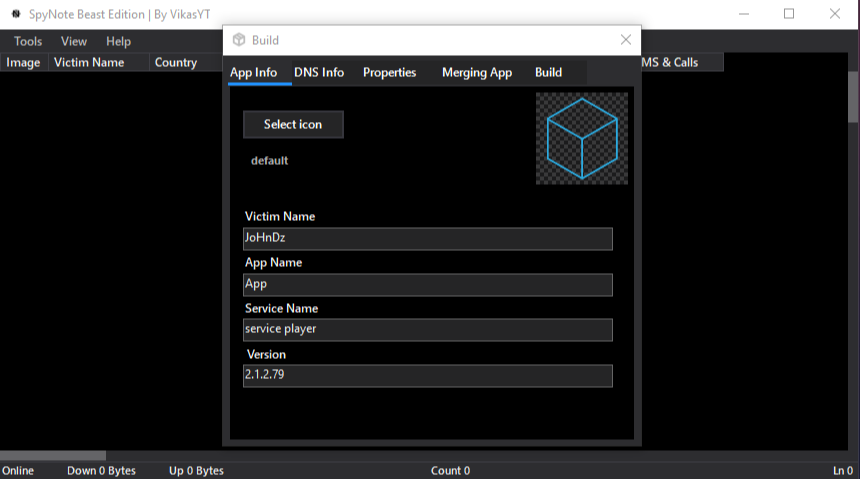 SpyNote Beast Edition | By VikasYT
Tools View Help
Image Victim Name Country MS & Calls
Build
App Info DNS Info Properties Merging App Build
Select icon
default
Victim Name
JoHnDz
App Name
App
Service Name
service player
Version
2.1.2.79
Online Down 0 Bytes Up 0 Bytes Count 0 Ln 0